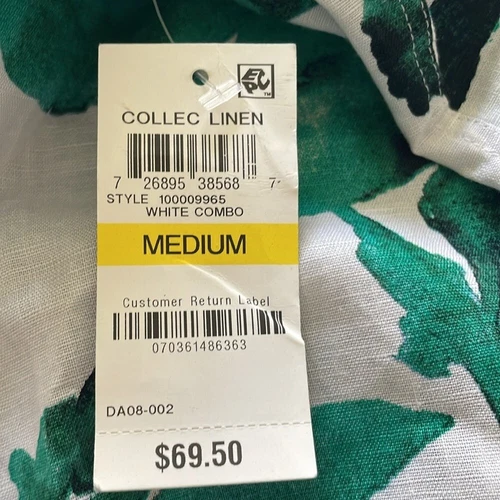 COLLEC LINEN
7 26895 38568 7
STYLE 100009965
WHITE COMBO
MEDIUM
Customer Return Label
070361486363
DA08-002
$69.50